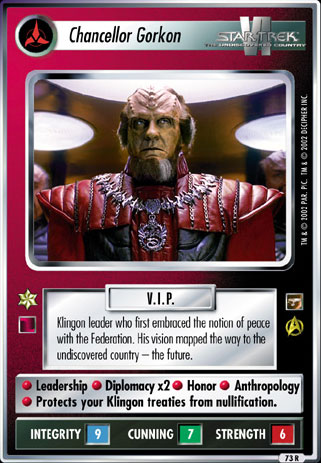 Chancellor Gorkon
STAR TREK
VI
THE UNDISCOVERED COUNTRY
TM & © 2002 PAR. PIC. TM & © 2002 DECIPHER INC.
V.I.P.
Klingon leader who first embraced the notion of peace
with the Federation. His vision mapped the way to the
undiscovered country – the future.
• Leadership • Diplomacy x2 • Honor • Anthropology
• Protects your Klingon treaties from nullification.
INTEGRITY 9 CUNNING 7 STRENGTH 6
73 R